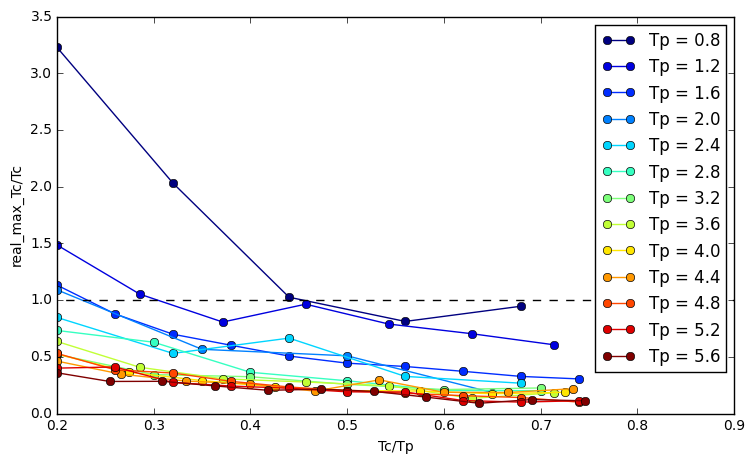 3.5
3.0
2.5
2.0
1.5
1.0
0.5
0.0
real_max_Tc/Tc
0.2 0.3 0.4 0.5 0.6 0.7 0.8 0.9
Tc/Tp
Tp = 0.8
Tp = 1.2
Tp = 1.6
Tp = 2.0
Tp = 2.4
Tp = 2.8
Tp = 3.2
Tp = 3.6
Tp = 4.0
Tp = 4.4
Tp = 4.8
Tp = 5.2
Tp = 5.6